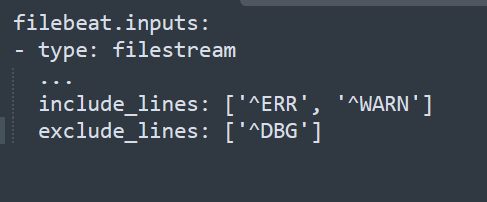 filebeat.inputs:
- type: filestream
  ...
  include_lines: ['^ERR', '^WARN']
  exclude_lines: ['^DBG']